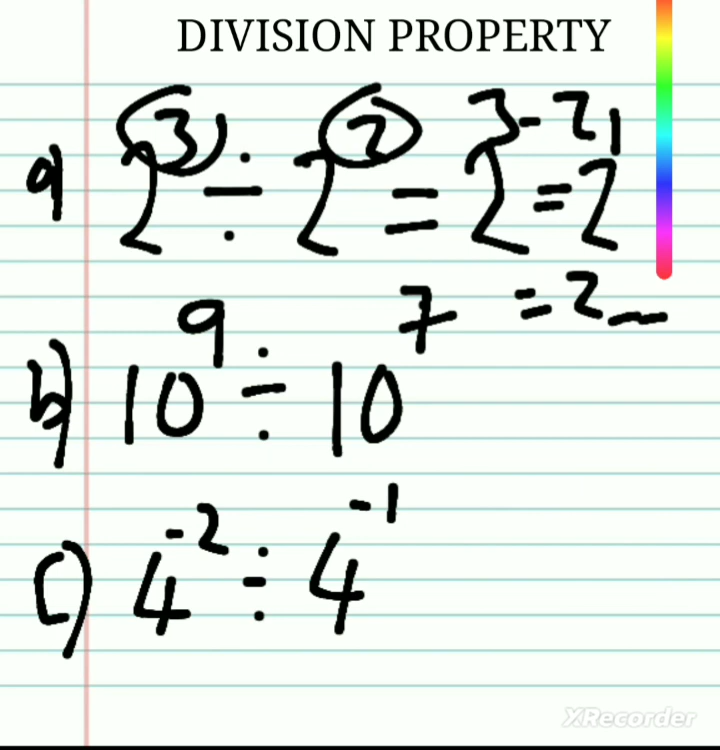 DIVISION PROPERTY
a) 2³ ÷ 2² = 2³⁻² = 2¹
= 2
b) 10⁹ ÷ 10⁷
c) 4⁻² ÷ 4⁻¹
XRecorder